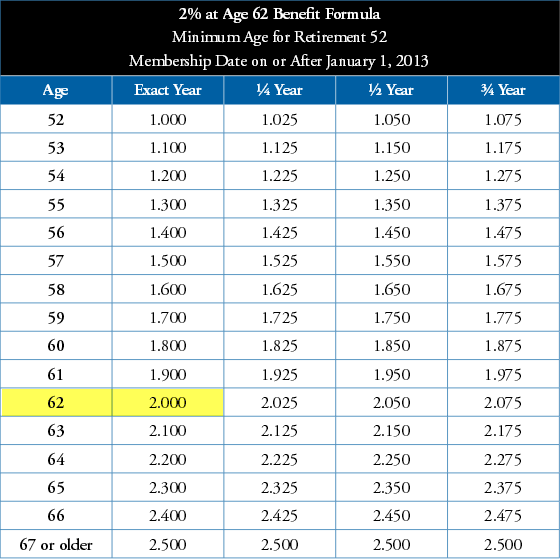 2% at Age 62 Benefit Formula
Minimum Age for Retirement 52
Membership Date on or After January 1, 2013
Age Exact Year ¼ Year ½ Year ¾ Year
52 1.000 1.025 1.050 1.075
53 1.100 1.125 1.150 1.175
54 1.200 1.225 1.250 1.275
55 1.300 1.325 1.350 1.375
56 1.400 1.425 1.450 1.475
57 1.500 1.525 1.550 1.575
58 1.600 1.625 1.650 1.675
59 1.700 1.725 1.750 1.775
60 1.800 1.825 1.850 1.875
61 1.900 1.925 1.950 1.975
62 2.000 2.025 2.050 2.075
63 2.100 2.125 2.150 2.175
64 2.200 2.225 2.250 2.275
65 2.300 2.325 2.350 2.375
66 2.400 2.425 2.450 2.475
67 or older 2.500 2.500 2.500 2.500